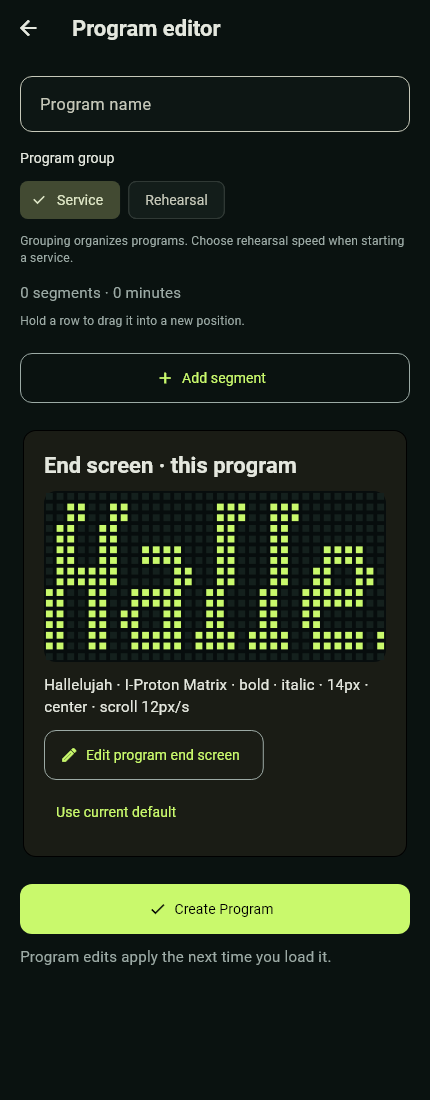 Program editor
Program name
Program group
Service
Rehearsal
Grouping organizes programs. Choose rehearsal speed when starting
a service.
0 segments · 0 minutes
Hold a row to drag it into a new position.
Add segment
End screen · this program
Hallelujah · I-Proton Matrix · bold · italic · 14px ·
center · scroll 12px/s
Edit program end screen
Use current default
Create Program
Program edits apply the next time you load it.